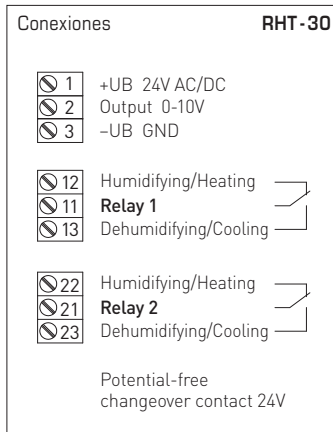 Conexiones RHT-30
1 +UB 24V AC/DC
2 Output 0-10V
3 –UB GND
12 Humidifying/Heating
11 Relay 1
13 Dehumidifying/Cooling
22 Humidifying/Heating
21 Relay 2
23 Dehumidifying/Cooling
Potential-free
changeover contact 24V